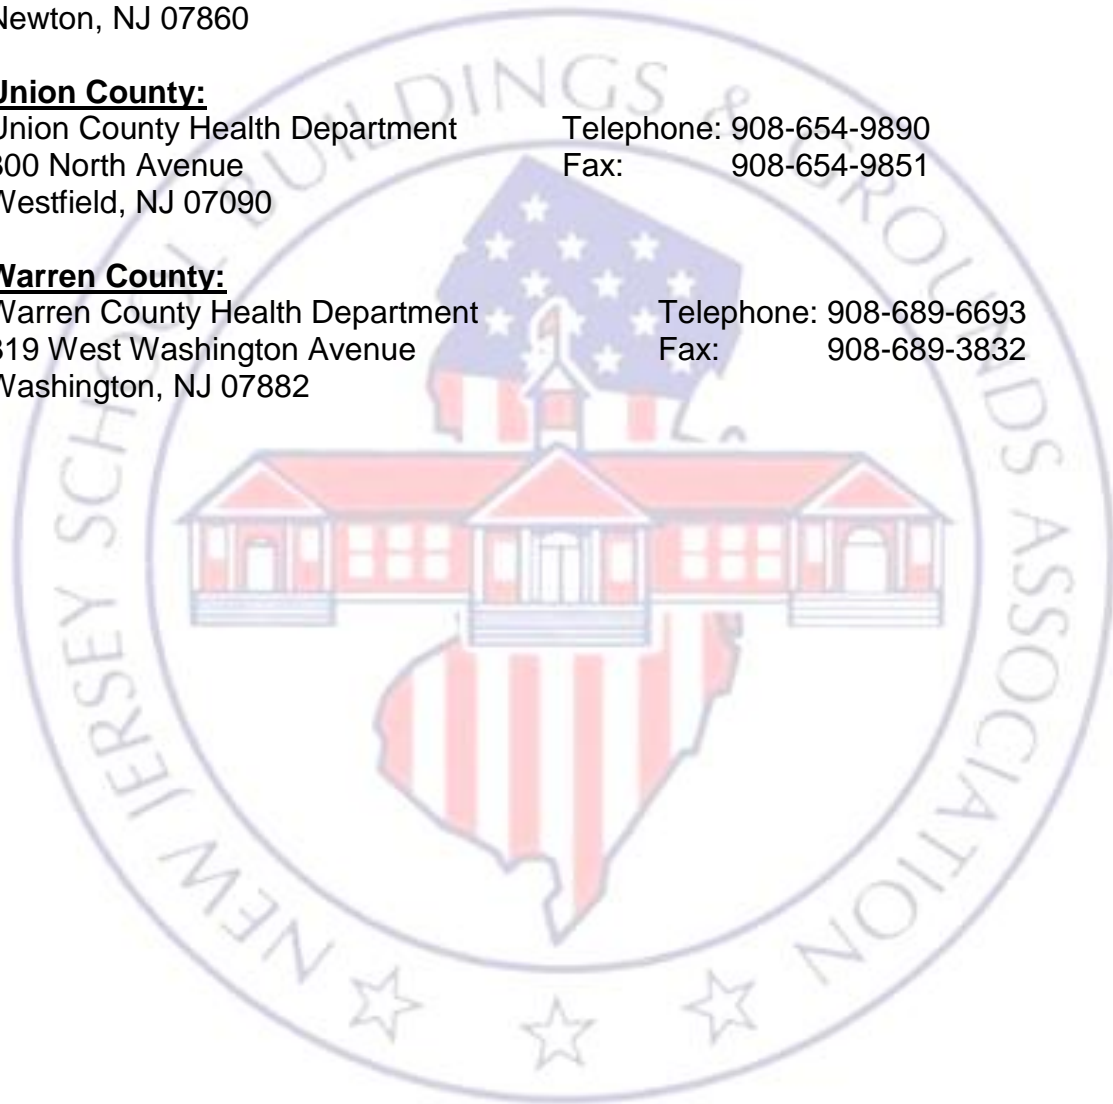 Newton, NJ 07860
Union County:
Union County Health Department Telephone: 908-654-9890
300 North Avenue Fax: 908-654-9851
Westfield, NJ 07090
Warren County:
Warren County Health Department Telephone: 908-689-6693
319 West Washington Avenue Fax: 908-689-3832
Washington, NJ 07882
NEW JERSEY SCHOOL BUILDINGS & GROUNDS ASSOCIATION